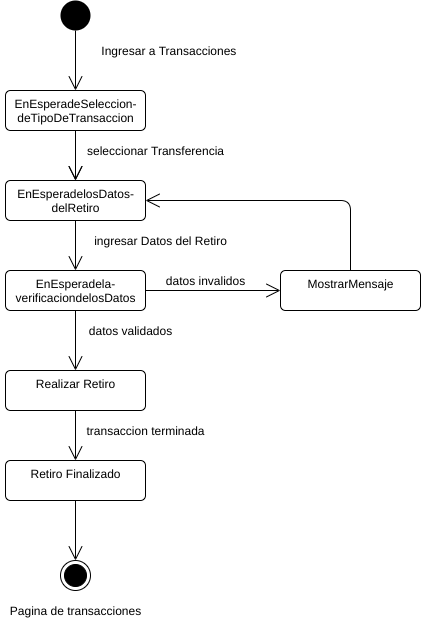 Ingresar a Transacciones
EnEsperadeSeleccion-
deTipoDeTransaccion
seleccionar Transferencia
EnEsperadelosDatos-
delRetiro
ingresar Datos del Retiro
EnEsperadela-
verificaciondelosDatos
datos invalidos
MostrarMensaje
datos validados
Realizar Retiro
transaccion terminada
Retiro Finalizado
Pagina de transacciones